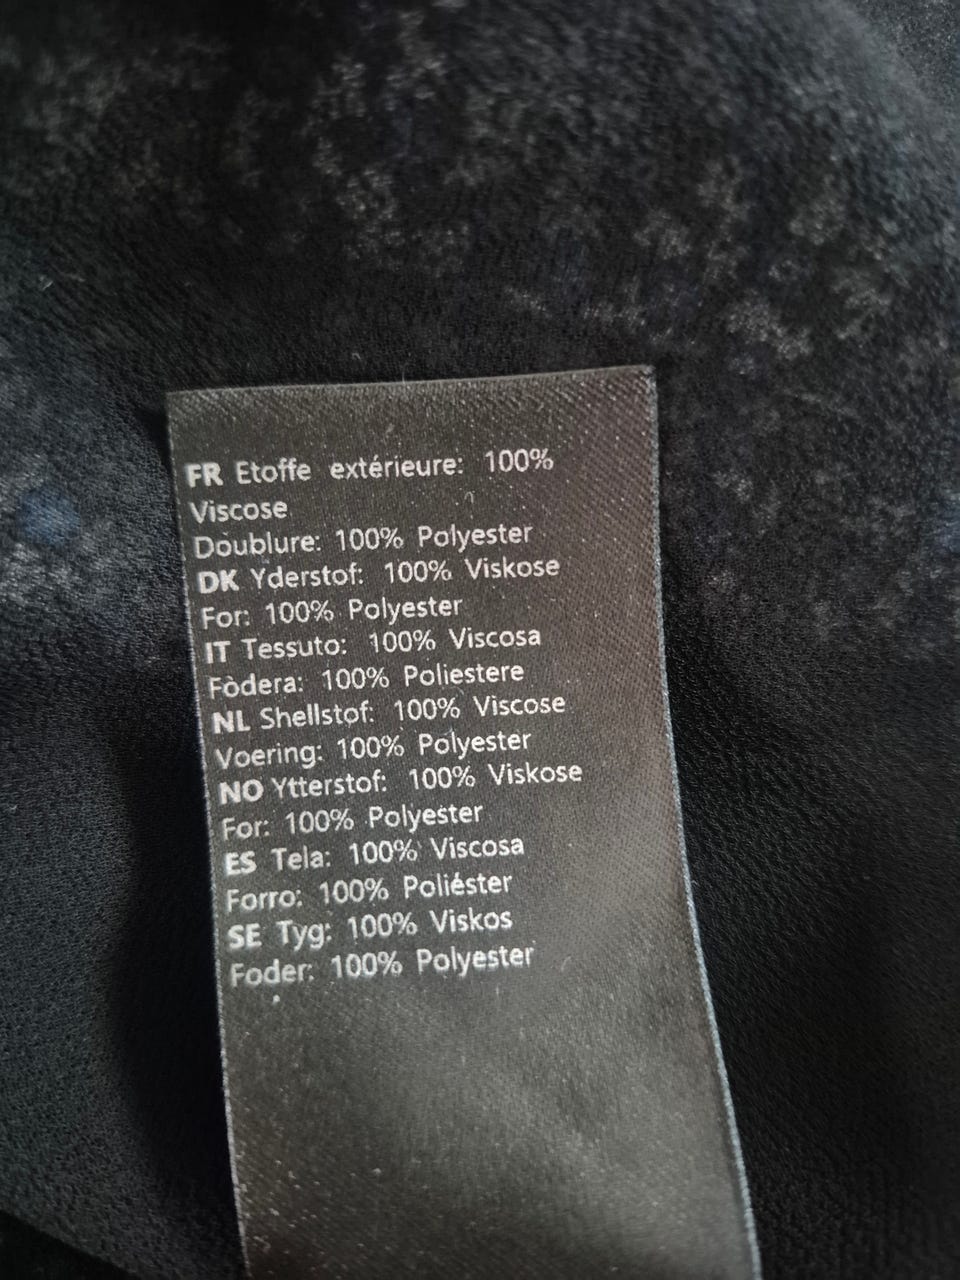 FR Etoffe extérieure: 100%
Viscose
Doublure: 100% Polyester
DK Yderstof: 100% Viskose
For: 100% Polyester
IT Tessuto: 100% Viscosa
Fòdera: 100% Poliestere
NL Shellstof: 100% Viscose
Voering: 100% Polyester
NO Ytterstof: 100% Viskose
For: 100% Polyester
ES Tela: 100% Viscosa
Forro: 100% Poliéster
SE Tyg: 100% Viskos
Foder: 100% Polyester